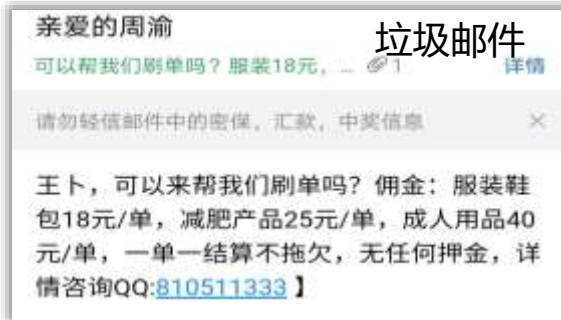 亲爱的周渝
垃圾邮件
可以帮我们刷单吗？服装18元，... 1
详情
请勿轻信邮件中的密保，汇款，中奖信息
王卜，可以来帮我们刷单吗？佣金：服装鞋
包18元/单，减肥产品25元/单，成人用品40
元/单，一单一结算不拖欠，无任何押金，详
情咨询QQ:810511333 】